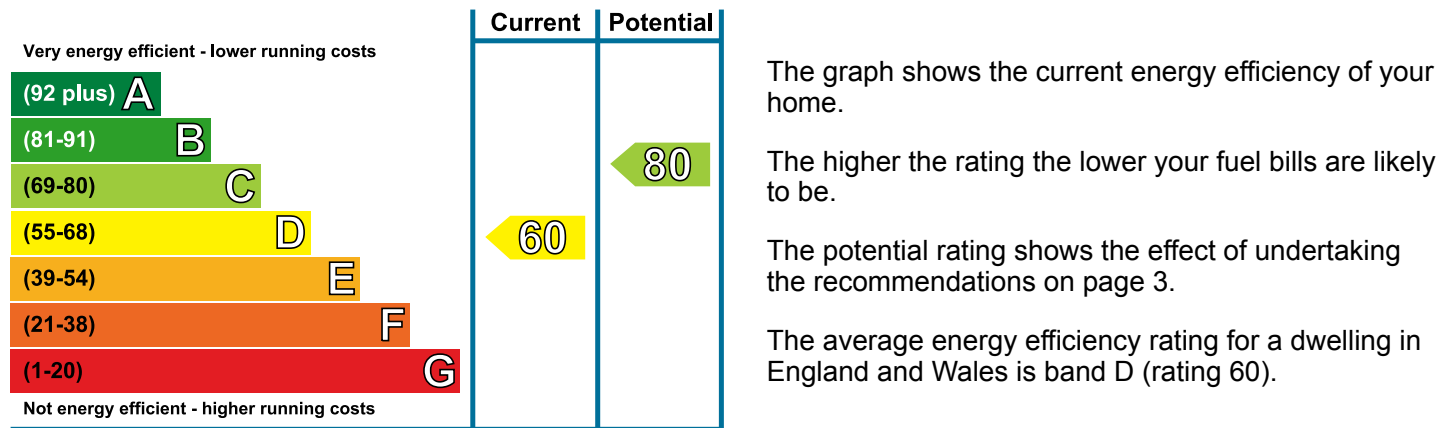 Current Potential
Very energy efficient - lower running costs
(92 plus) A
(81-91) B
(69-80) C
(55-68) D
(39-54) E
(21-38) F
(1-20) G
Not energy efficient - higher running costs
80
60
The graph shows the current energy efficiency of your
home.
The higher the rating the lower your fuel bills are likely
to be.
The potential rating shows the effect of undertaking
the recommendations on page 3.
The average energy efficiency rating for a dwelling in
England and Wales is band D (rating 60).